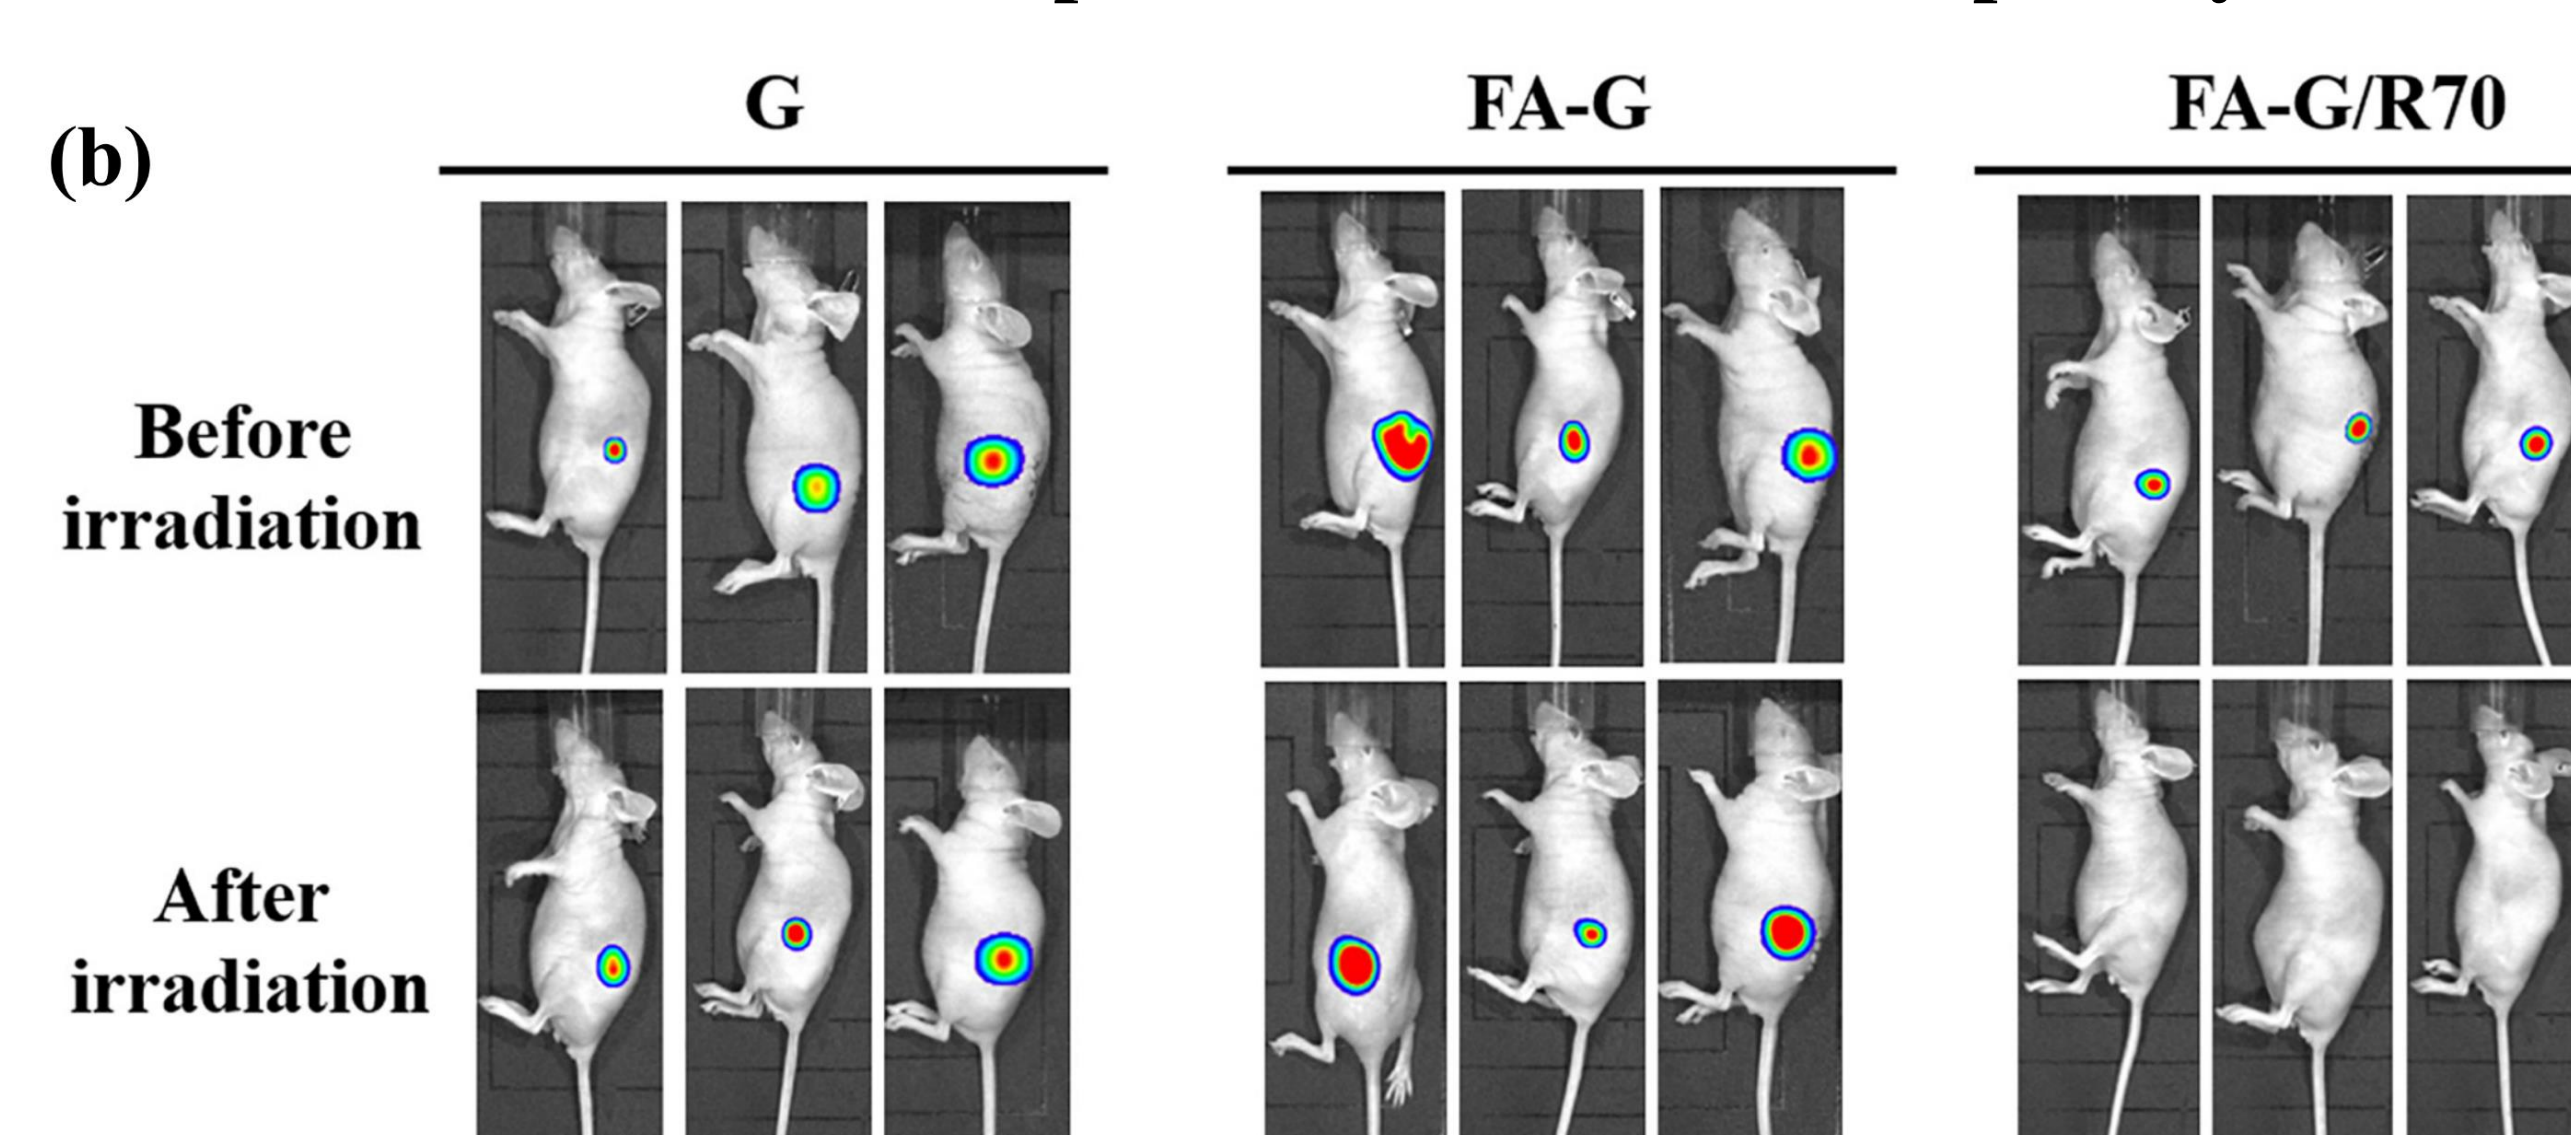 G
FA-G
FA-G/R70
(b)
Before
irradiation
After
irradiation